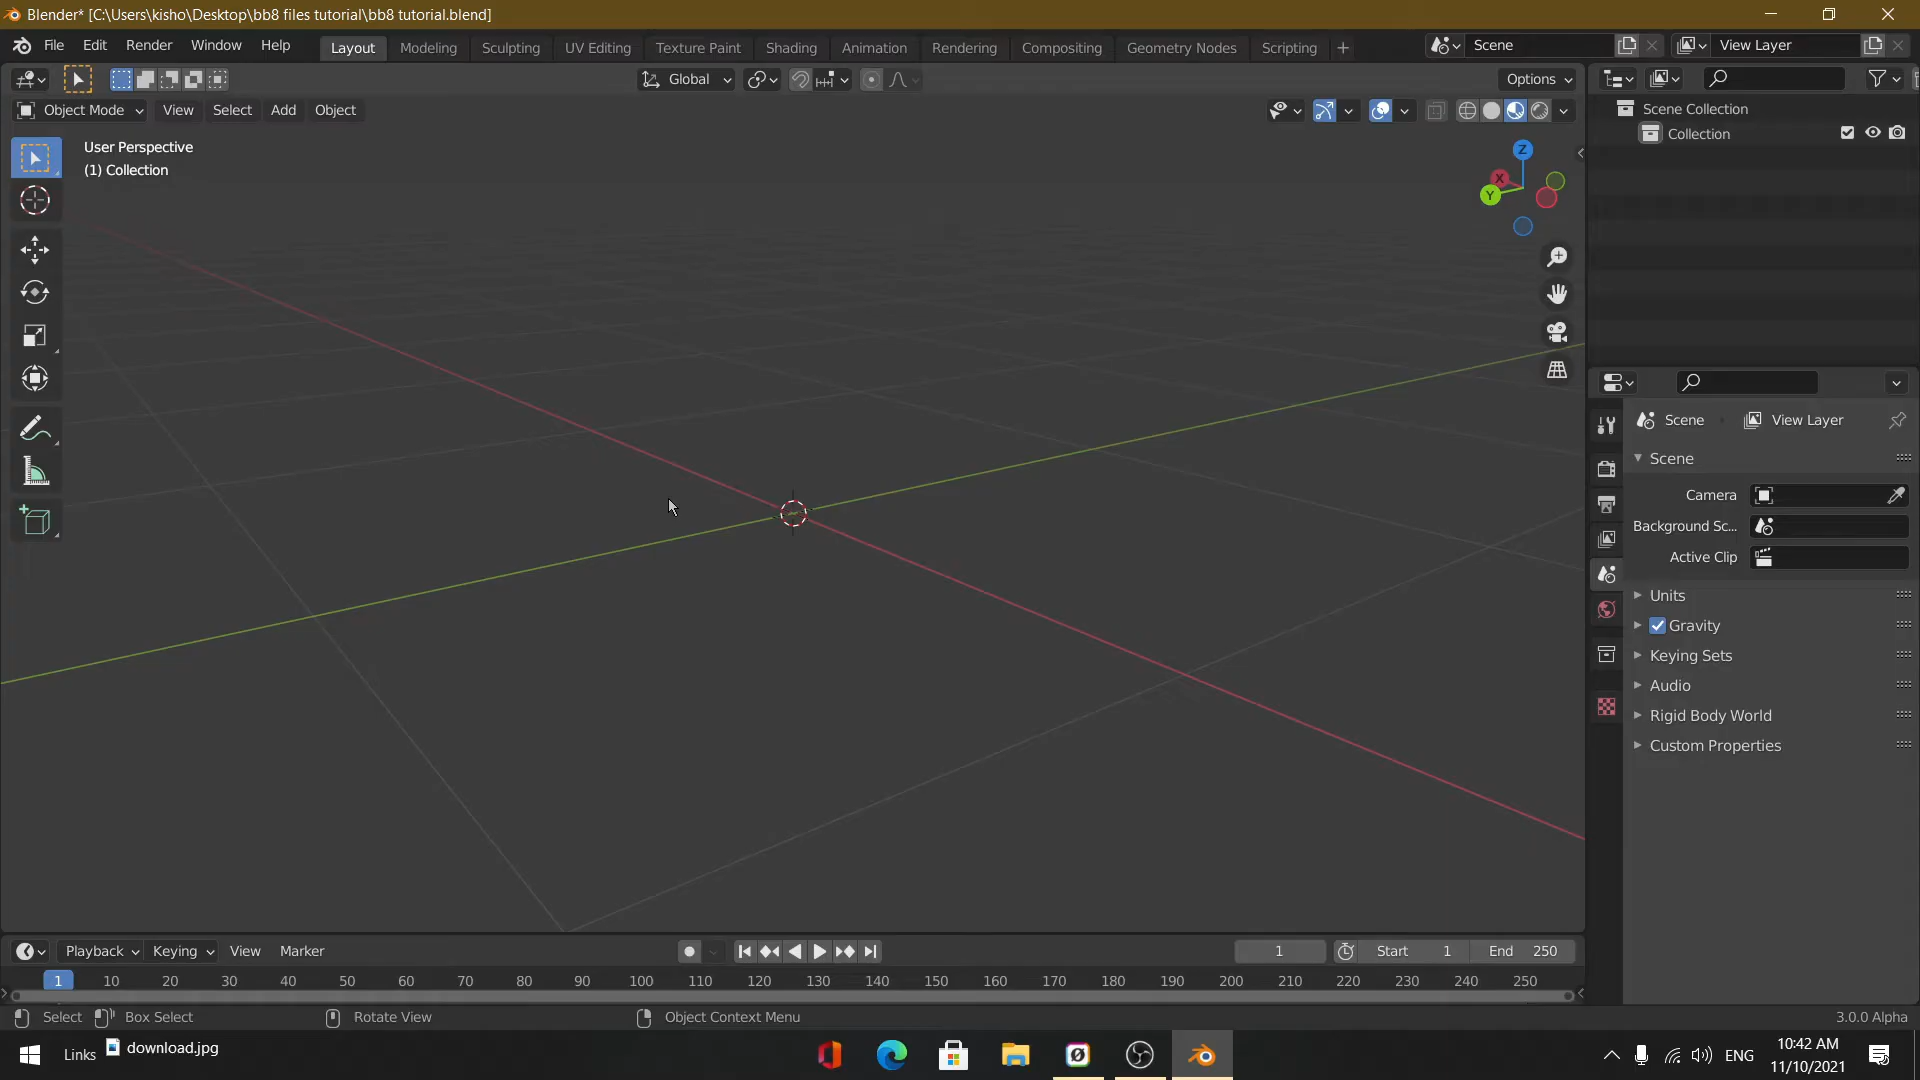 Blender* [C:\Users\kisho\Desktop\bb8 files tutorial\bb8 tutorial.blend]
File Edit Render Window Help Layout Modeling Sculpting UV Editing Texture Paint Shading Animation Rendering Compositing Geometry Nodes Scripting + Scene View Layer
Global Options
Object Mode View Select Add Object
Scene Collection
Collection
User Perspective
(1) Collection
Z
X
Y
Scene View Layer
Scene
Camera
Background Sc...
Active Clip
Units
Gravity
Keying Sets
Audio
Rigid Body World
Custom Properties
Playback Keying View Marker 1 Start 1 End 250
1 10 20 30 40 50 60 70 80 90 100 110 120 130 140 150 160 170 180 190 200 210 220 230 240 250
Select Box Select Rotate View Object Context Menu 3.0.0 Alpha
Links download.jpg ENG 10:42 AM
11/10/2021